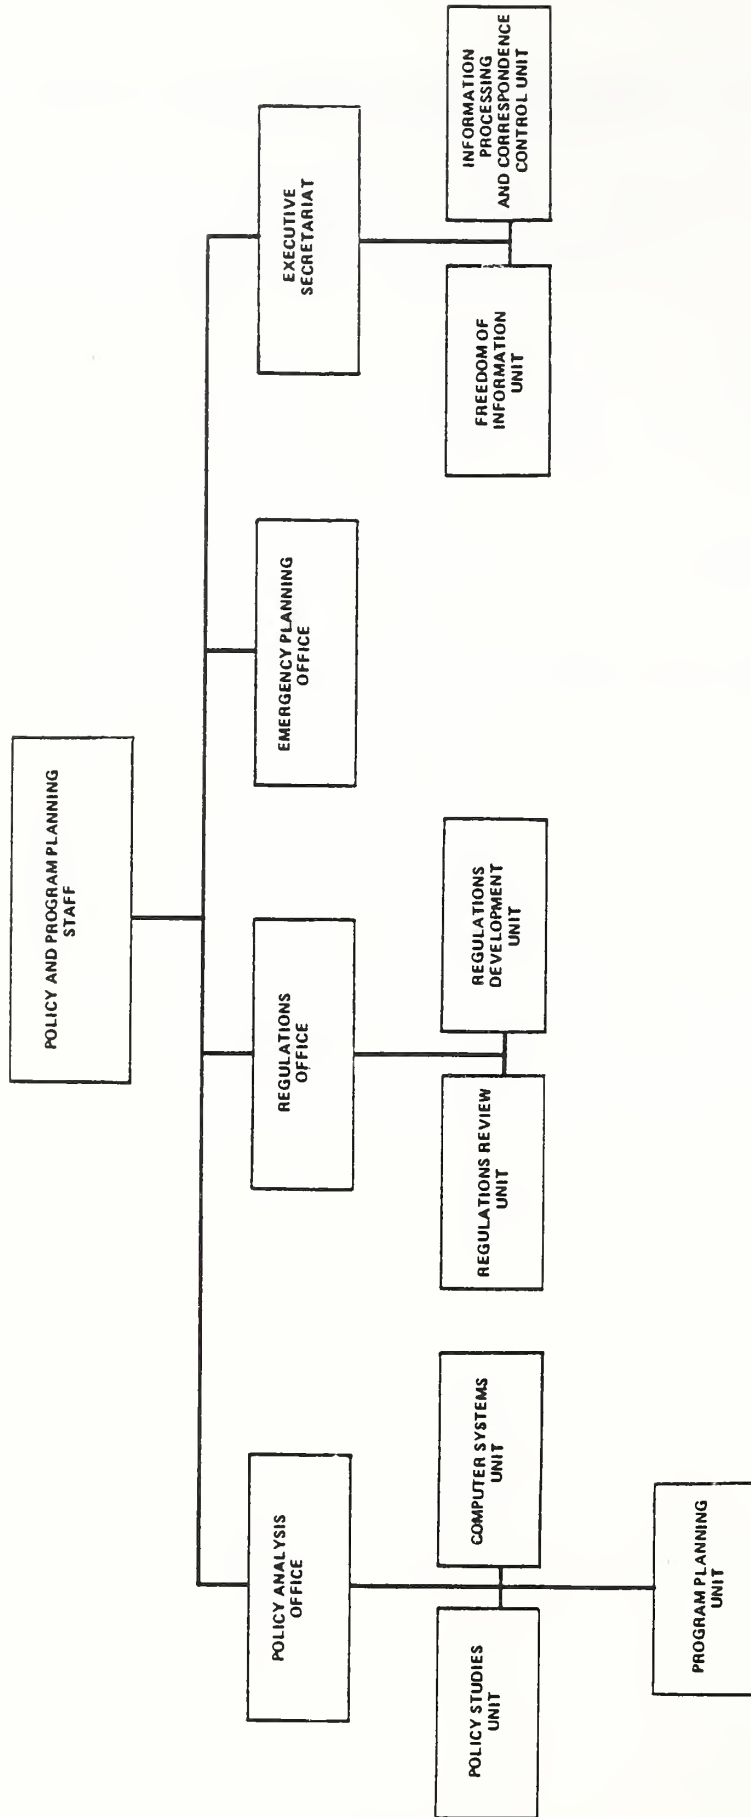 POLICY AND PROGRAM PLANNING
STAFF
POLICY ANALYSIS
OFFICE
REGULATIONS
OFFICE
EMERGENCY PLANNING
OFFICE
EXECUTIVE
SECRETARIAT
POLICY STUDIES
UNIT
COMPUTER SYSTEMS
UNIT
REGULATIONS REVIEW
UNIT
REGULATIONS
DEVELOPMENT
UNIT
FREEDOM OF
INFORMATION
UNIT
INFORMATION
PROCESSING
AND CORRESPONDENCE
CONTROL UNIT
PROGRAM PLANNING
UNIT